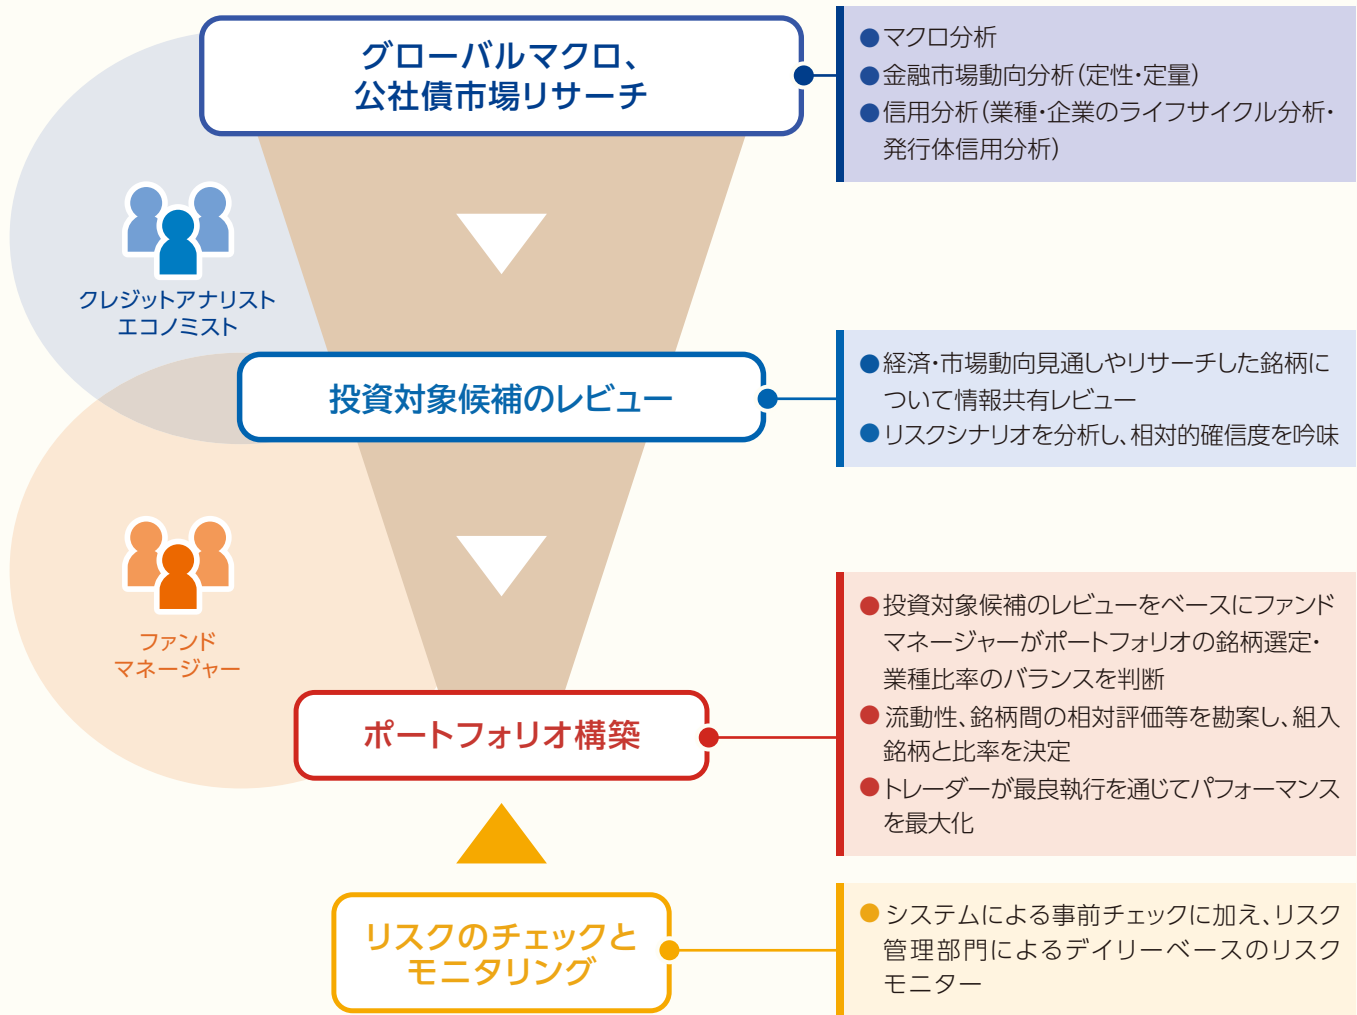 グローバルマクロ、
公社債市場リサーチ
●マクロ分析
●金融市場動向分析(定性・定量)
●信用分析(業種・企業のライフサイクル分析・
発行体信用分析)
クレジットアナリスト
エコノミスト
投資対象候補のレビュー
●経済・市場動向見通しやリサーチした銘柄に
ついて情報共有レビュー
●リスクシナリオを分析し、相対的確信度を吟味
ファンド
マネージャー
ポートフォリオ構築
●投資対象候補のレビューをベースにファンド
マネージャーがポートフォリオの銘柄選定・
業種比率のバランスを判断
●流動性、銘柄間の相対評価等を勘案し、組入
銘柄と比率を決定
●トレーダーが最良執行を通じてパフォーマンス
を最大化
リスクのチェックと
モニタリング
●システムによる事前チェックに加え、リスク
管理部門によるデイリーベースのリスク
モニター